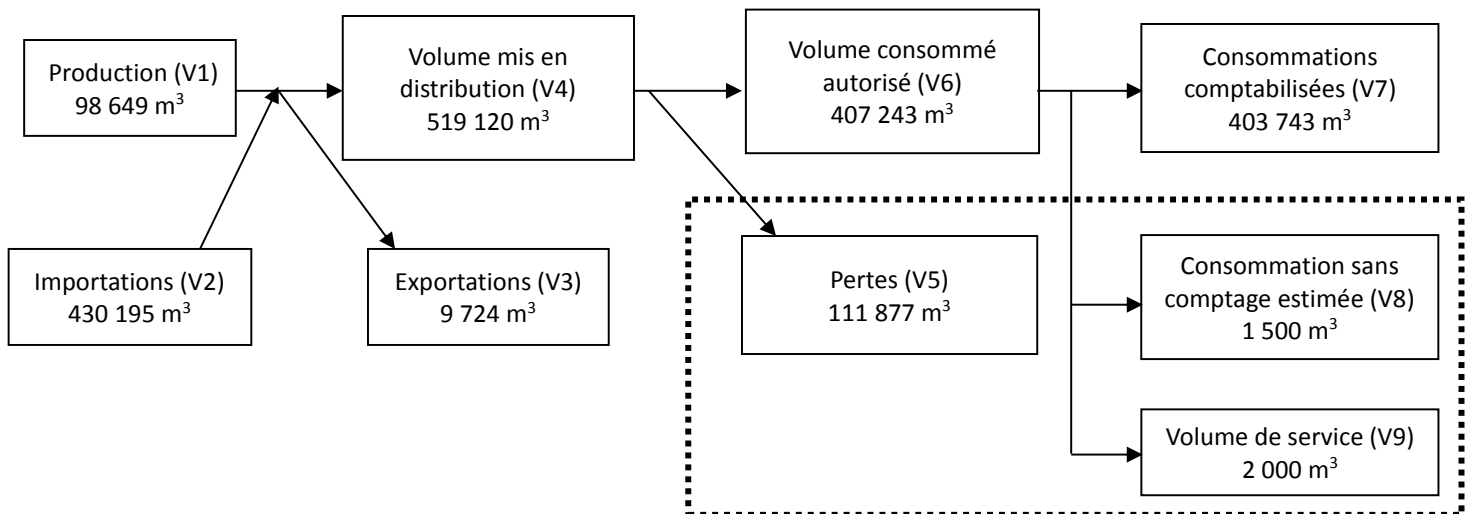 Production (V1)
98 649 m³
Volume mis en
distribution (V4)
519 120 m³
Volume consommé
autorisé (V6)
407 243 m³
Consommations
comptabilisées (V7)
403 743 m³
Importations (V2)
430 195 m³
Exportations (V3)
9 724 m³
Pertes (V5)
111 877 m³
Consommation sans
comptage estimée (V8)
1 500 m³
Volume de service (V9)
2 000 m³